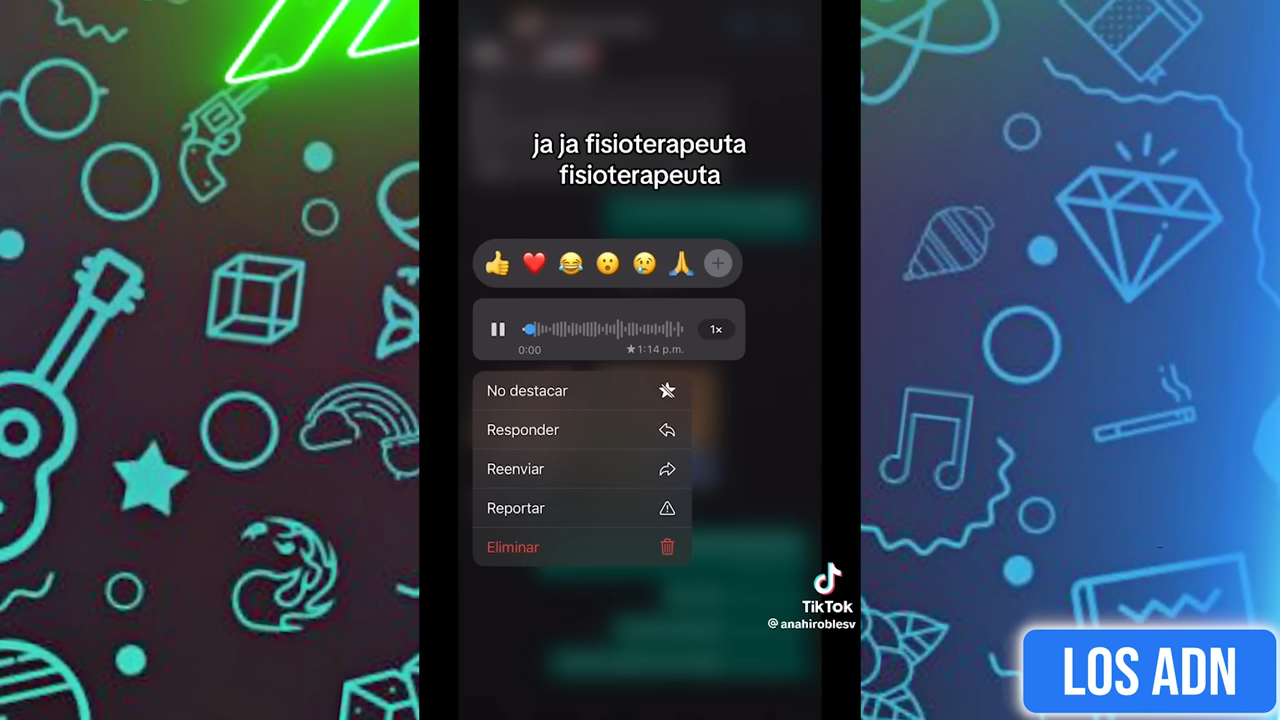 ja ja fisioterapeuta
fisioterapeuta
1x
0:00
★1:14 p.m.
No destacar
Responder
Reenviar
Reportar
Eliminar
TikTok
@anahiroblesv
LOS ADN